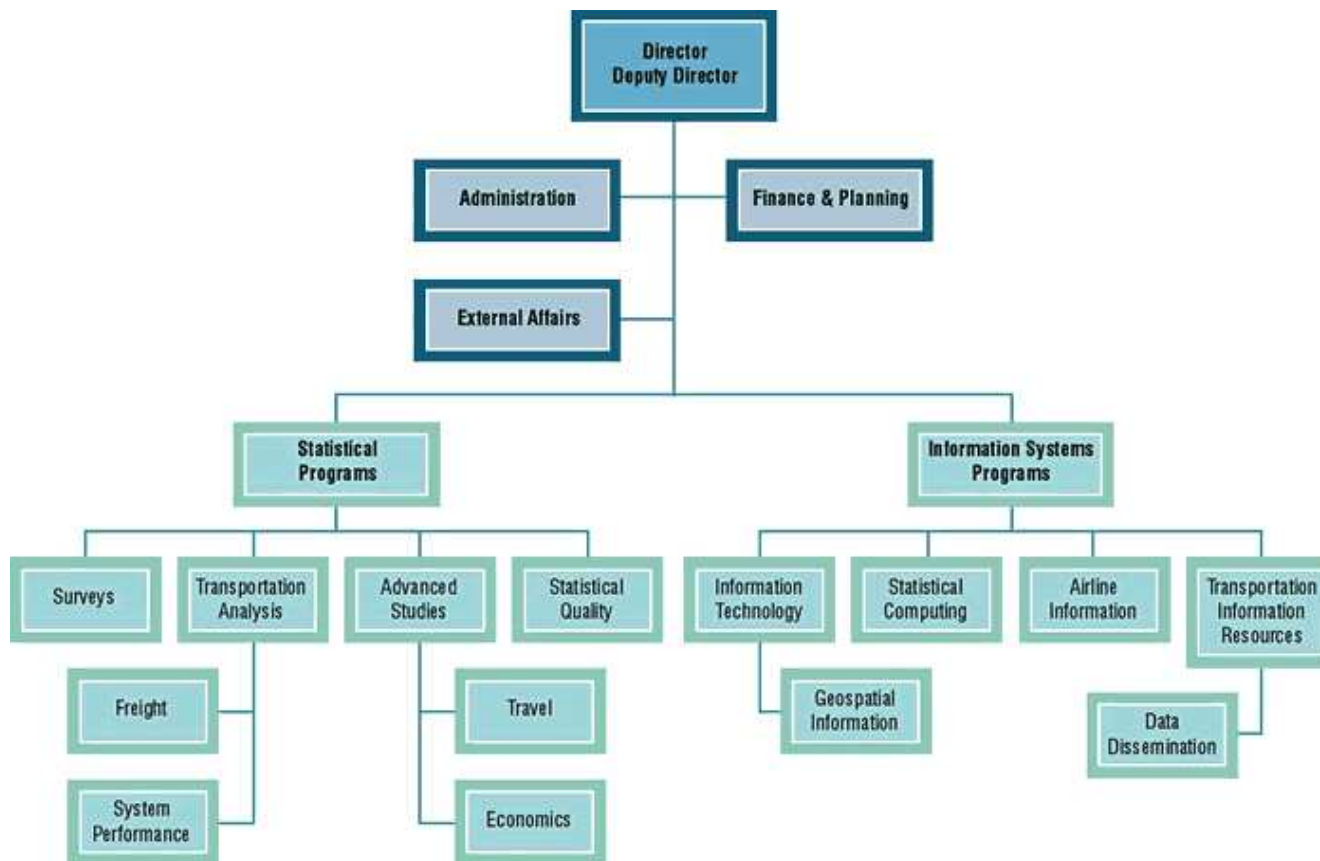 Director
Deputy Director
Administration
Finance & Planning
External Affairs
Statistical
Programs
Information Systems
Programs
Surveys
Transportation
Analysis
Advanced
Studies
Statistical
Quality
Information
Technology
Statistical
Computing
Airline
Information
Transportation
Information
Resources
Freight
Travel
Geospatial
Information
Data
Dissemination
System
Performance
Economics